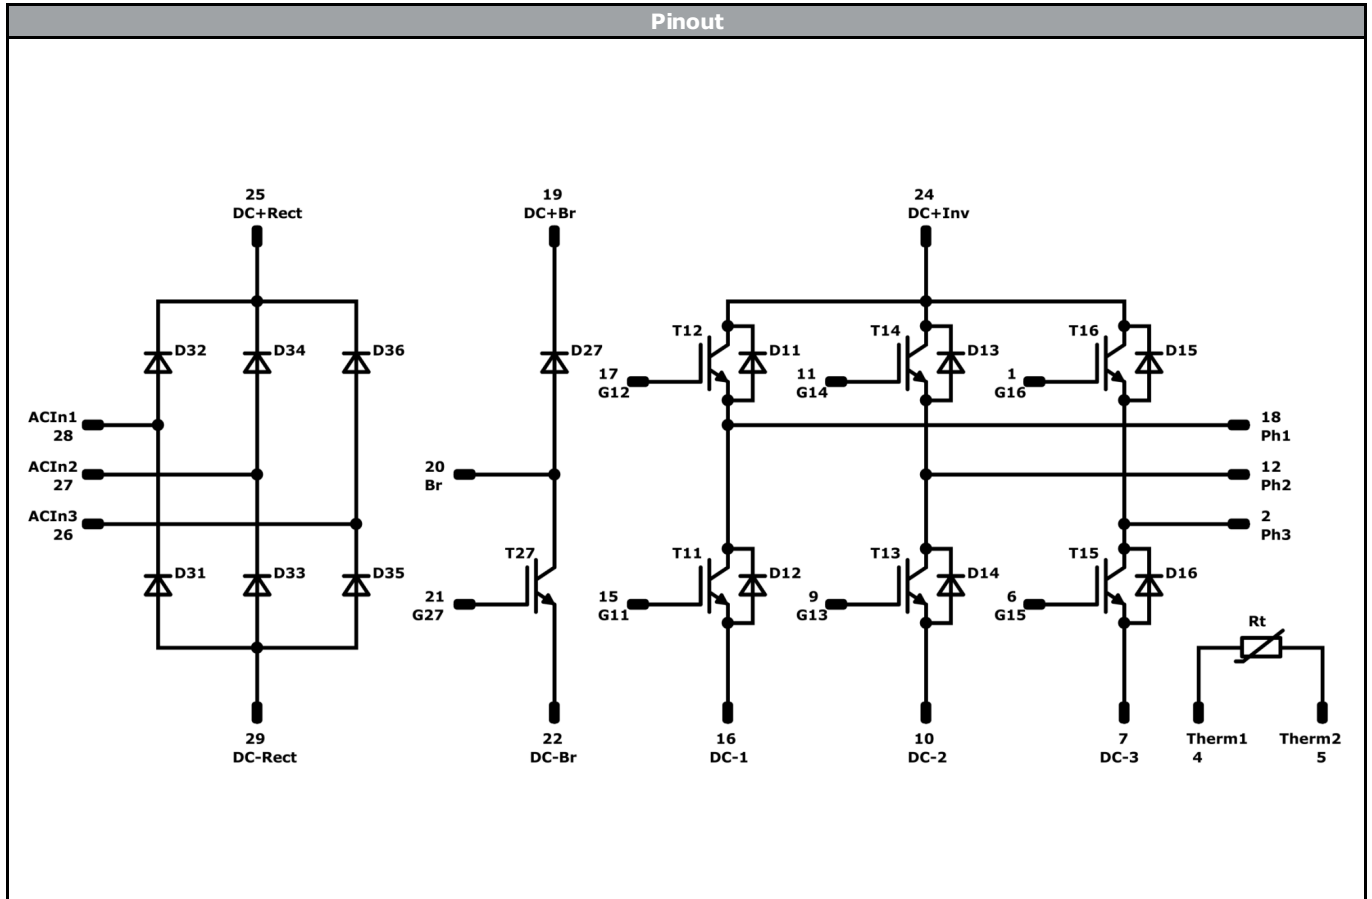 Pinout
25
DC+Rect
19
DC+Br
24
DC+Inv
D32
D34
D36
D27
T12
D11
T14
D13
T16
D15
17
G12
11
G14
1
G16
ACIn1
28
ACIn2
27
ACIn3
26
20
Br
18
Ph1
12
Ph2
2
Ph3
D31
D33
D35
T27
T11
D12
T13
D14
T15
D16
21
G27
15
G11
9
G13
6
G15
Rt
29
DC-Rect
22
DC-Br
16
DC-1
10
DC-2
7
DC-3
Therm1
4
Therm2
5